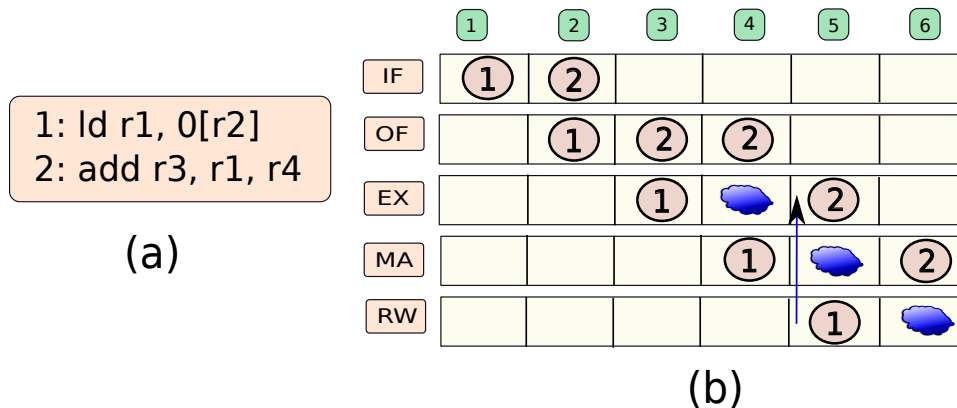 1 2 3 4 5 6
IF 1 2
1: ld r1, 0[r2]
2: add r3, r1, r4
OF 1 2 2
EX 1 2
(a)
MA 1 2
RW 1
(b)